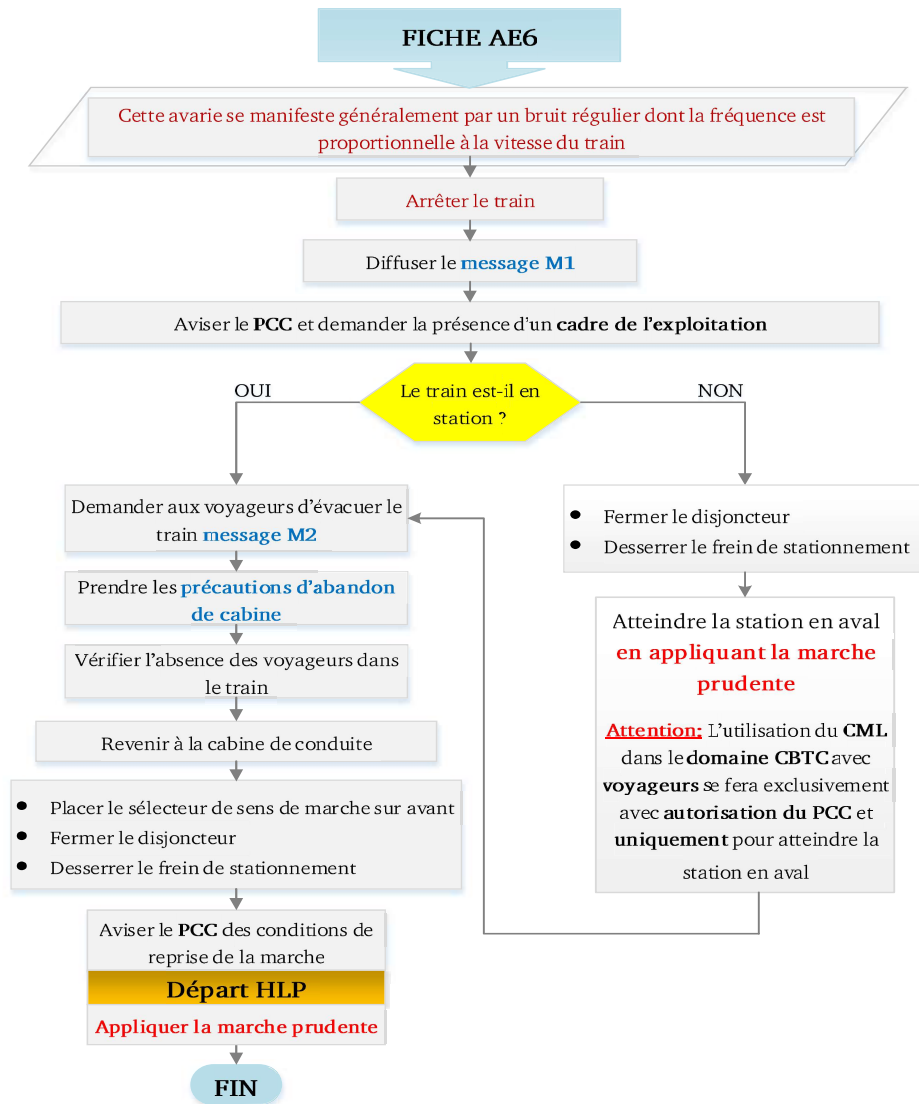 FICHE AE6
Cette avarie se manifeste généralement par un bruit régulier dont la fréquence est
proportionnelle à la vitesse du train
Arrêter le train
Diffuser le message M1
Aviser le PCC et demander la présence d'un cadre de l'exploitation
Le train est-il en
station ?
OUI
NON
Demander aux voyageurs d'évacuer le
train message M2
Prendre les précautions d'abandon
de cabine
Vérifier l'absence des voyageurs dans
le train
Revenir à la cabine de conduite
• Placer le sélecteur de sens de marche sur avant
• Fermer le disjoncteur
• Desserrer le frein de stationnement
Aviser le PCC des conditions de
reprise de la marche
Départ HLP
Appliquer la marche prudente
FIN
• Fermer le disjoncteur
• Desserrer le frein de stationnement
Atteindre la station en aval
en appliquant la marche
prudente
Attention: L'utilisation du CML
dans le domaine CBTC avec
voyageurs se fera exclusivement
avec autorisation du PCC et
uniquement pour atteindre la
station en aval